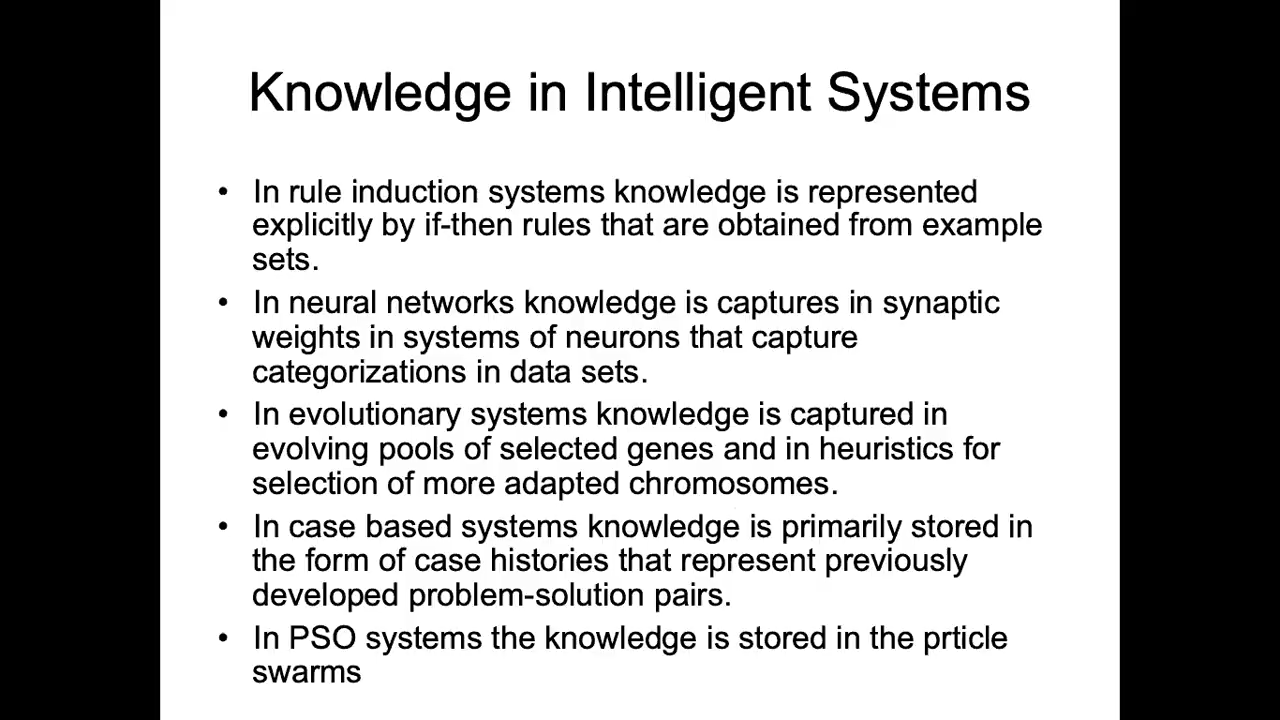 Knowledge in Intelligent Systems
• In rule induction systems knowledge is represented
explicitly by if-then rules that are obtained from example
sets.
• In neural networks knowledge is captures in synaptic
weights in systems of neurons that capture
categorizations in data sets.
• In evolutionary systems knowledge is captured in
evolving pools of selected genes and in heuristics for
selection of more adapted chromosomes.
• In case based systems knowledge is primarily stored in
the form of case histories that represent previously
developed problem-solution pairs.
• In PSO systems the knowledge is stored in the prticle
swarms